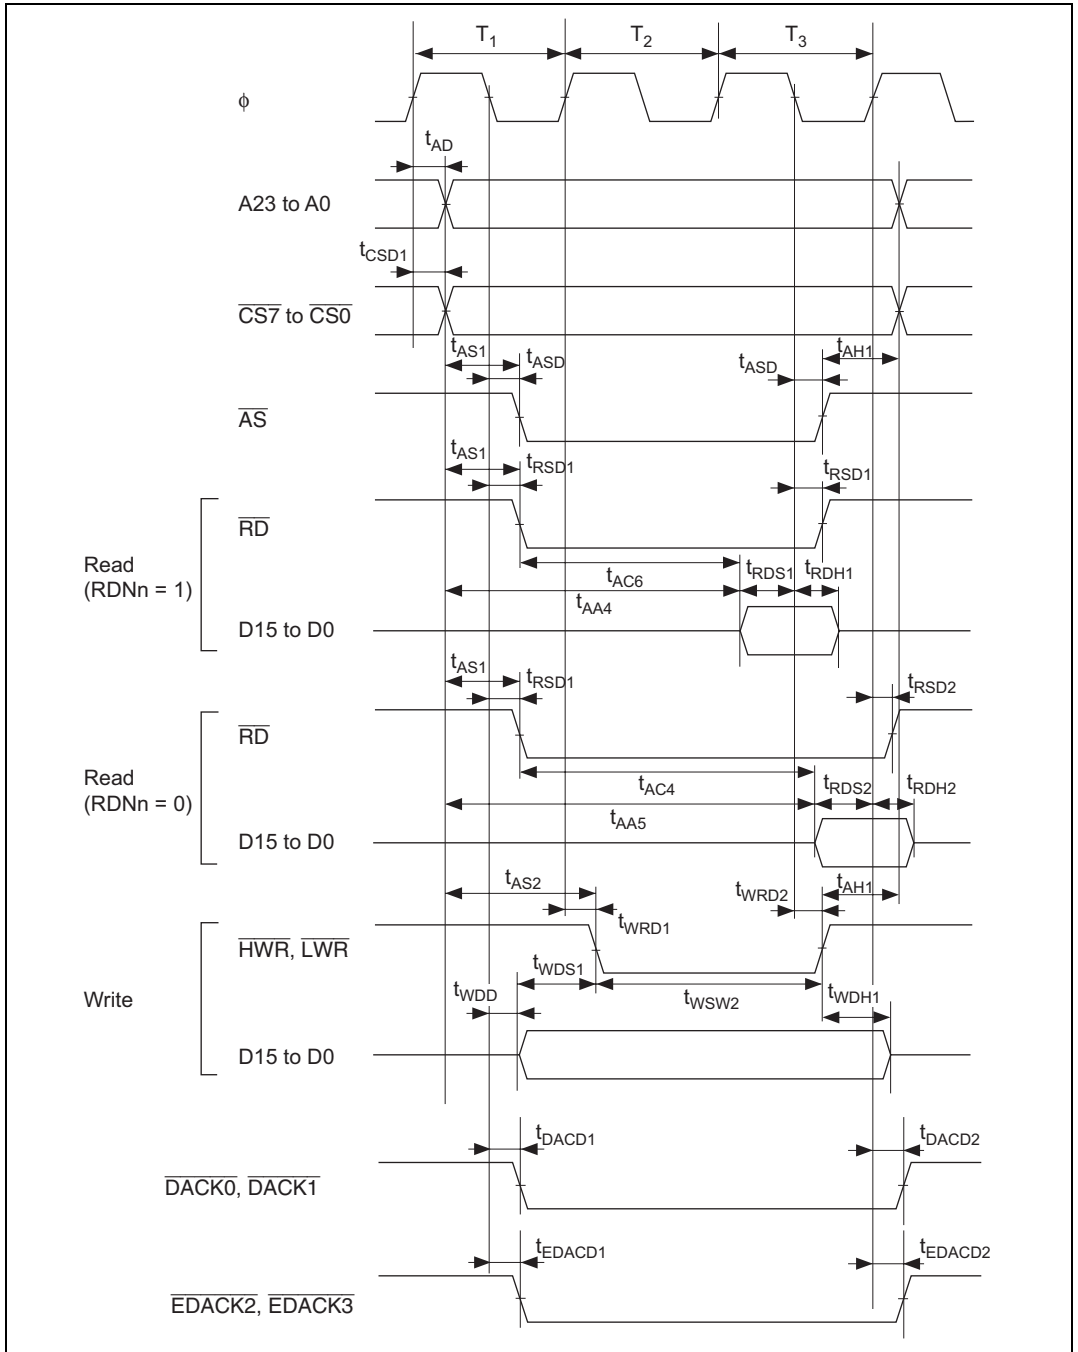 T1 T2 T3
ϕ
tAD
A23 to A0
tCSD1
CS7 to CS0
tAS1 tASD tASD tAH1
AS
tAS1 tRSD1 tRSD1
RD
Read
(RDNn = 1)
tAC6 tRDS1 tRDH1
tAA4
D15 to D0
tAS1 tRSD1 tRSD2
RD
Read
(RDNn = 0)
tAC4 tRDS2 tRDH2
tAA5
D15 to D0
tAS2 tWRD2 tAH1
tWRD1
HWR, LWR
Write
tWDD tWDS1 tWSW2 tWDH1
D15 to D0
tDACD1 tDACD2
DACK0, DACK1
tEDACD1 tEDACD2
EDACK2, EDACK3